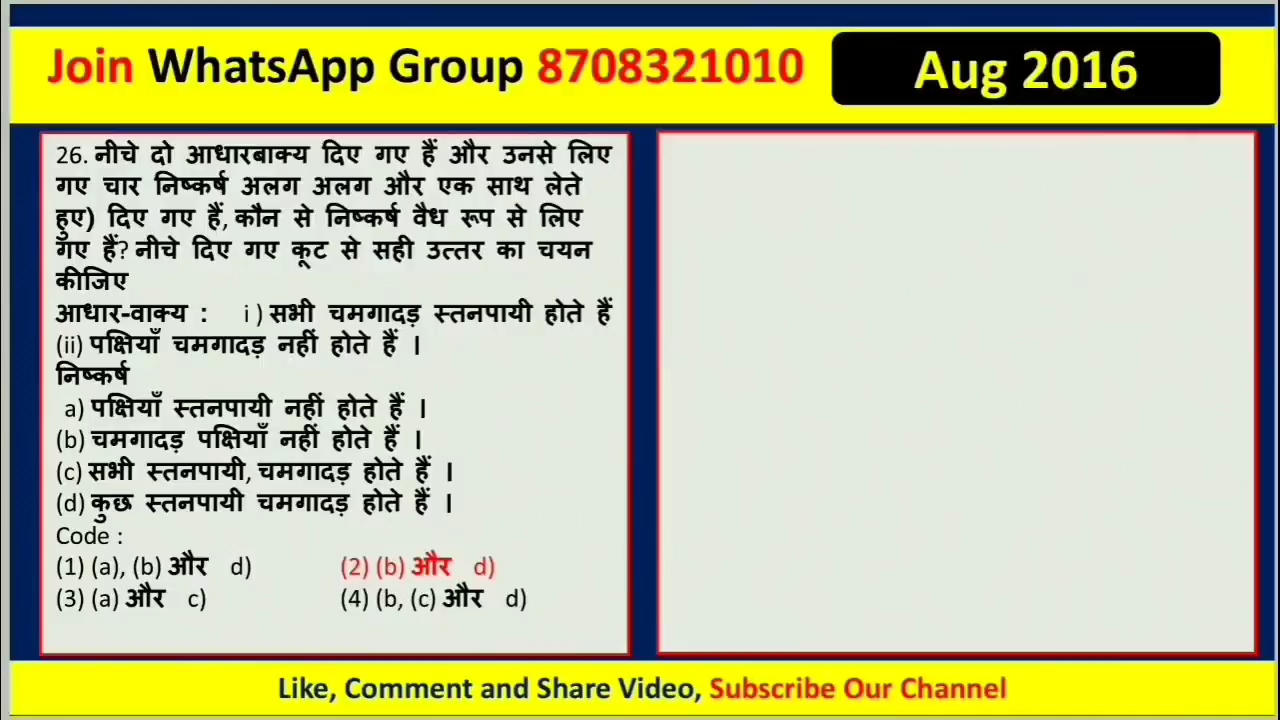 Join WhatsApp Group 8708321010
Aug 2016
26. नीचे दो आधारबाक्य दिए गए हैं और उनसे लिए
गए चार निष्कर्ष अलग अलग और एक साथ लेते
हुए) दिए गए हैं, कौन से निष्कर्ष वैध रूप से लिए
गए हैं? नीचे दिए गए कूट से सही उत्तर का चयन
कीजिए
आधार-वाक्य : i ) सभी चमगादड़ स्तनपायी होते हैं
(ii) पक्षियाँ चमगादड़ नहीं होते हैं ।
निष्कर्ष
a) पक्षियाँ स्तनपायी नहीं होते हैं ।
(b) चमगादड़ पक्षियाँ नहीं होते हैं ।
(c) सभी स्तनपायी, चमगादड़ होते हैं ।
(d) कुछ स्तनपायी चमगादड़ होते हैं ।
Code :
(1) (a), (b) और d) (2) (b) और d)
(3) (a) और c) (4) (b, (c) और d)
Like, Comment and Share Video, Subscribe Our Channel